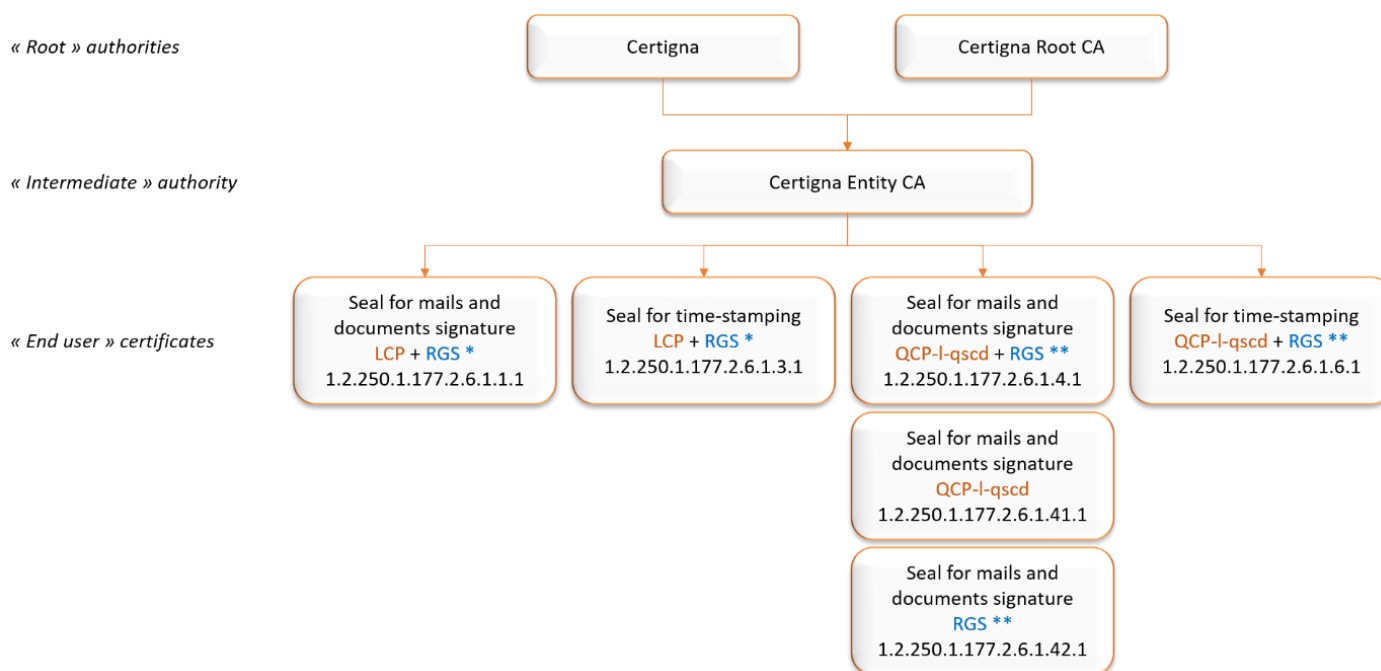 « Root » authorities
Certigna
Certigna Root CA
« Intermediate » authority
Certigna Entity CA
« End user » certificates
Seal for mails and
documents signature
LCP + RGS *
1.2.250.1.177.2.6.1.1.1
Seal for time-stamping
LCP + RGS *
1.2.250.1.177.2.6.1.3.1
Seal for mails and
documents signature
QCP-l-qscd + RGS **
1.2.250.1.177.2.6.1.4.1
Seal for time-stamping
QCP-l-qscd + RGS **
1.2.250.1.177.2.6.1.6.1
Seal for mails and
documents signature
QCP-l-qscd
1.2.250.1.177.2.6.1.41.1
Seal for mails and
documents signature
RGS **
1.2.250.1.177.2.6.1.42.1